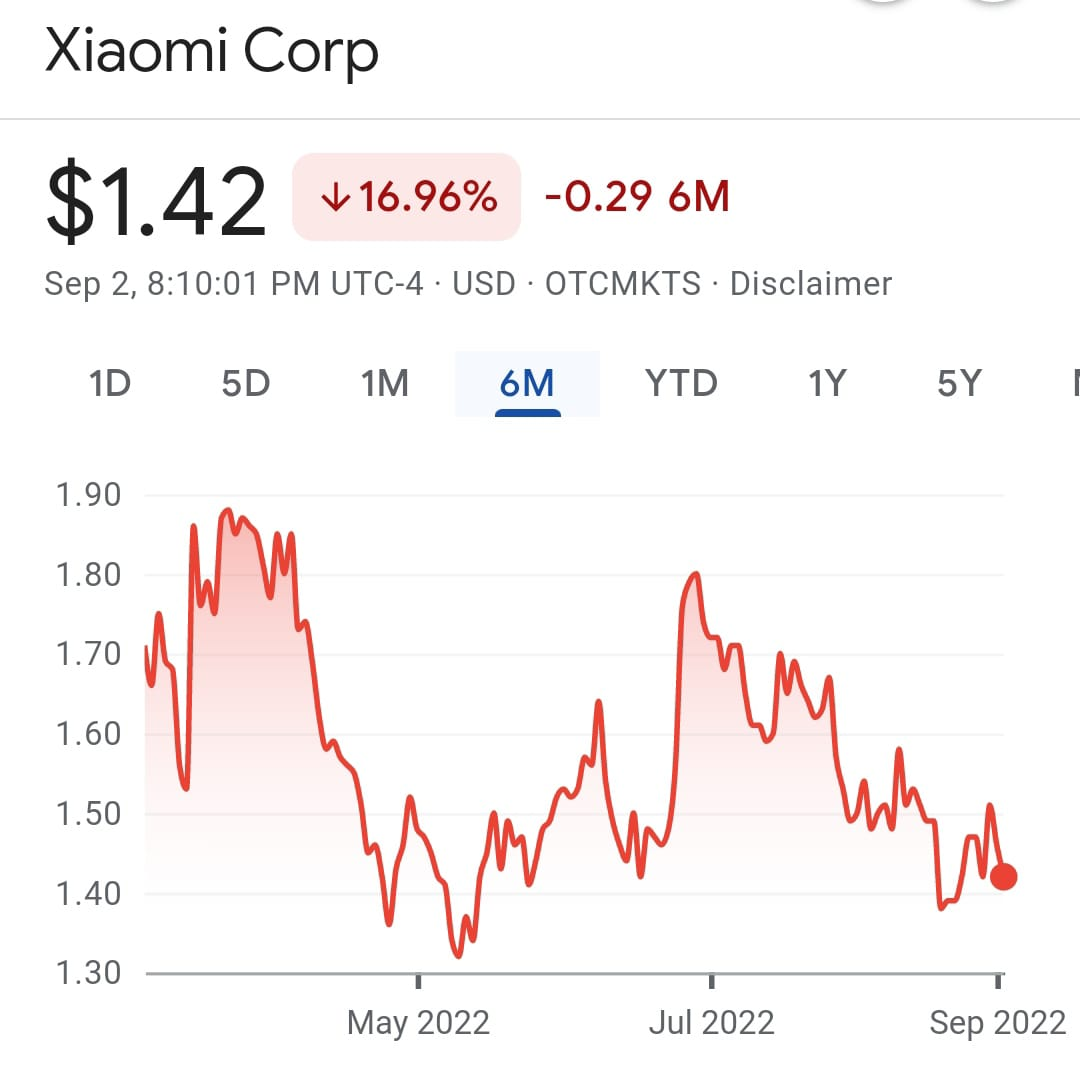 Xiaomi Corp
$1.42 ↓16.96% -0.29 6M
Sep 2, 8:10:01 PM UTC-4 · USD · OTCMKTS · Disclaimer
1D 5D 1M 6M YTD 1Y 5Y
1.90
1.80
1.70
1.60
1.50
1.40
1.30
May 2022 Jul 2022 Sep 2022